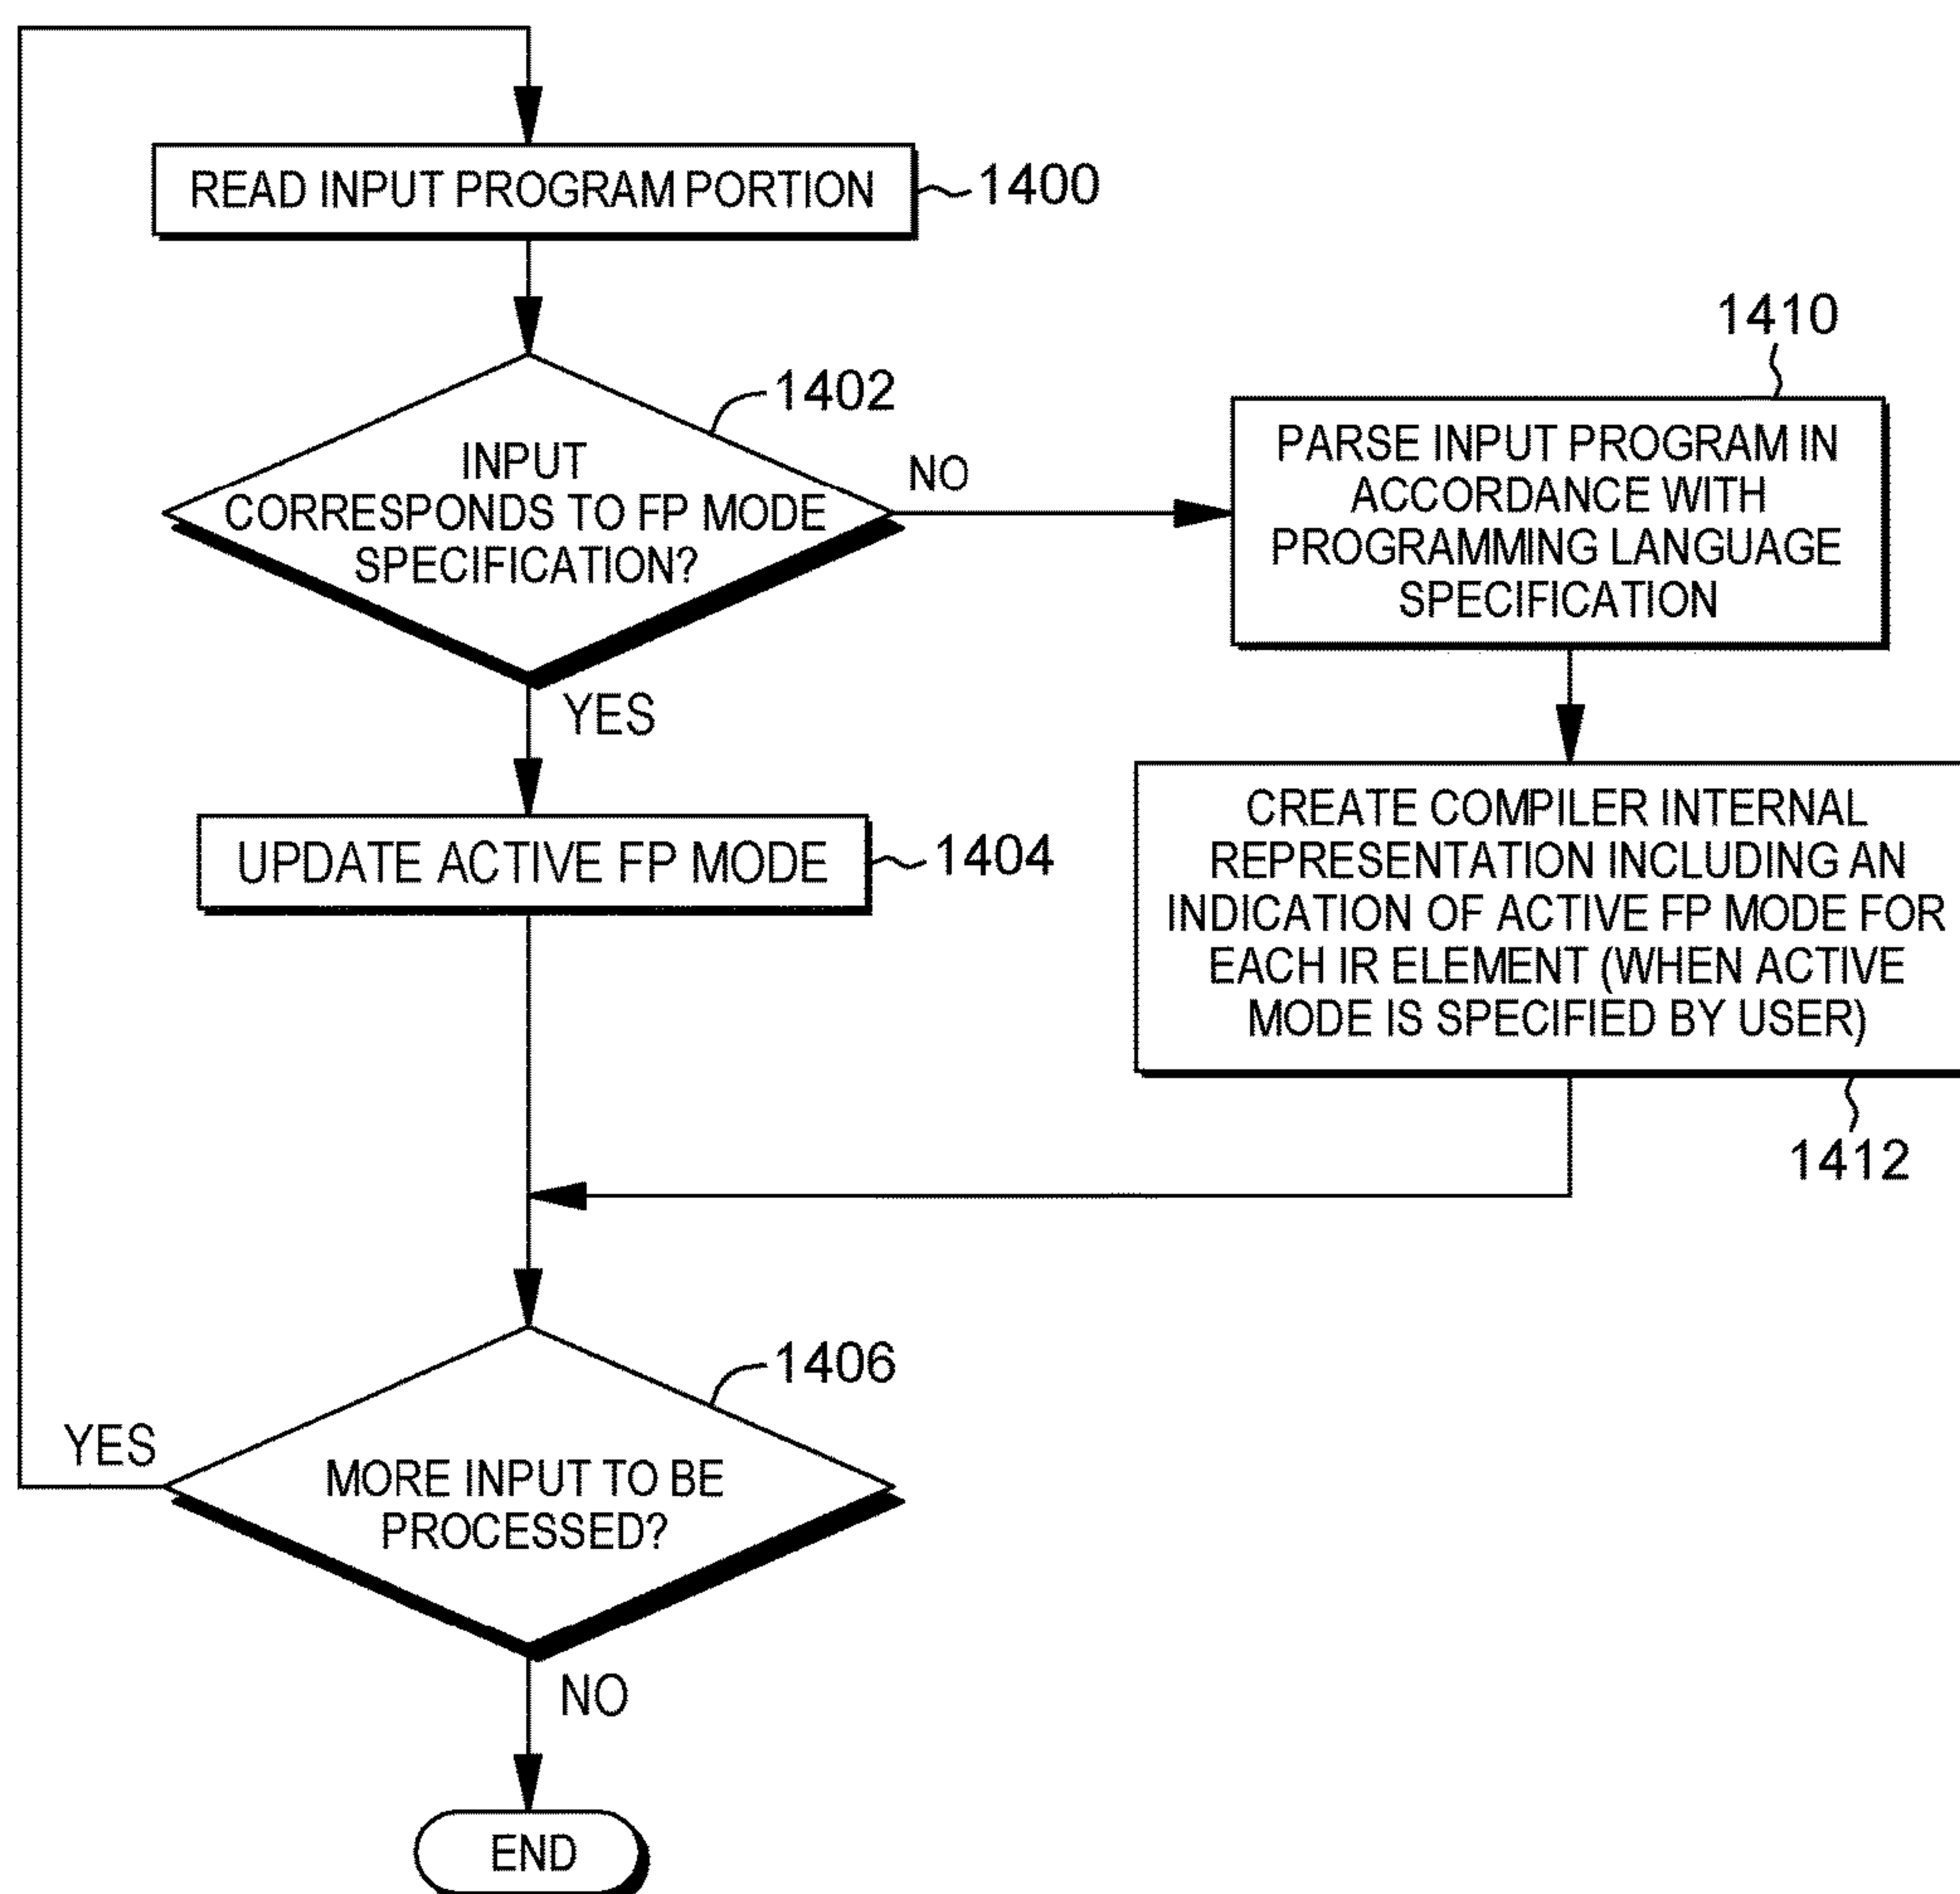 READ INPUT PROGRAM PORTION
1400
1402
INPUT
CORRESPONDS TO FP MODE
SPECIFICATION?
NO
YES
1410
PARSE INPUT PROGRAM IN
ACCORDANCE WITH
PROGRAMMING LANGUAGE
SPECIFICATION
UPDATE ACTIVE FP MODE
1404
CREATE COMPILER INTERNAL
REPRESENTATION INCLUDING AN
INDICATION OF ACTIVE FP MODE FOR
EACH IR ELEMENT (WHEN ACTIVE
MODE IS SPECIFIED BY USER)
1412
1406
YES
MORE INPUT TO BE
PROCESSED?
NO
END